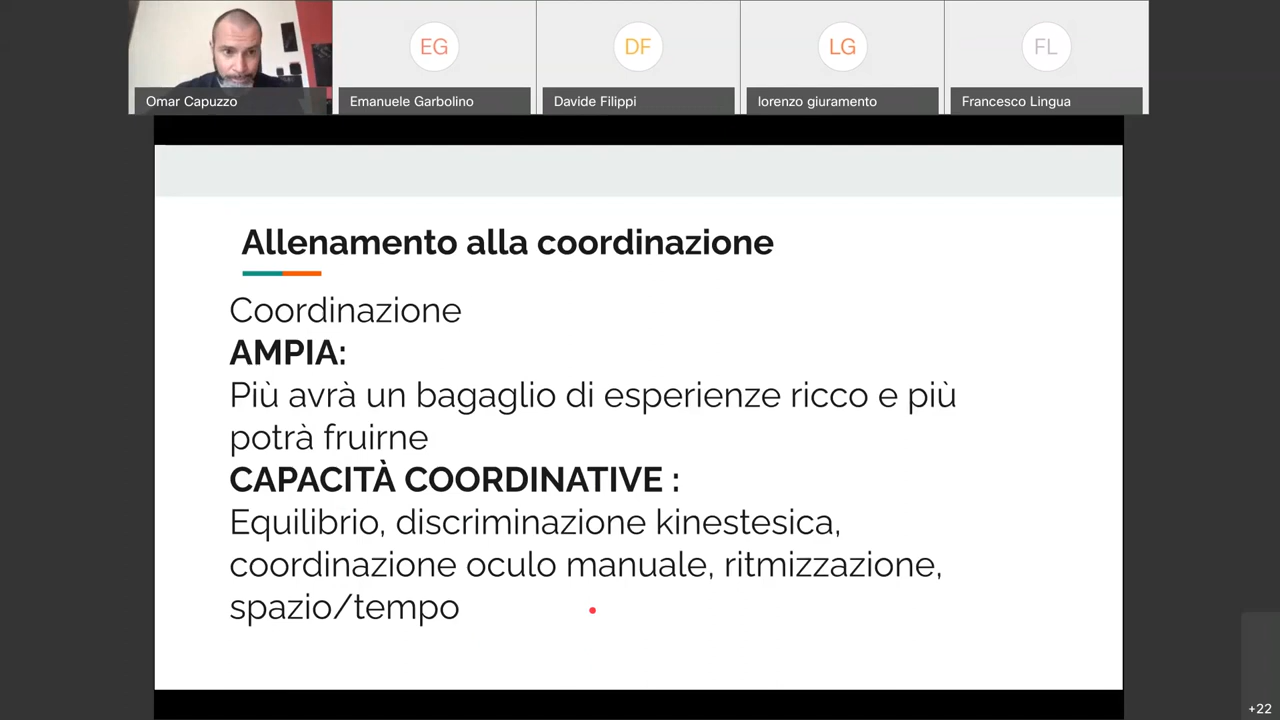 EG
DF
LG
FL
Omar Capuzzo
Emanuele Garbolino
Davide Filippi
lorenzo giuramento
Francesco Lingua
Allenamento alla coordinazione
Coordinazione
AMPIA:
Più avrà un bagaglio di esperienze ricco e più
potrà fruirne
CAPACITÀ COORDINATIVE :
Equilibrio, discriminazione kinestesica,
coordinazione oculo manuale, ritmizzazione,
spazio/tempo
+22